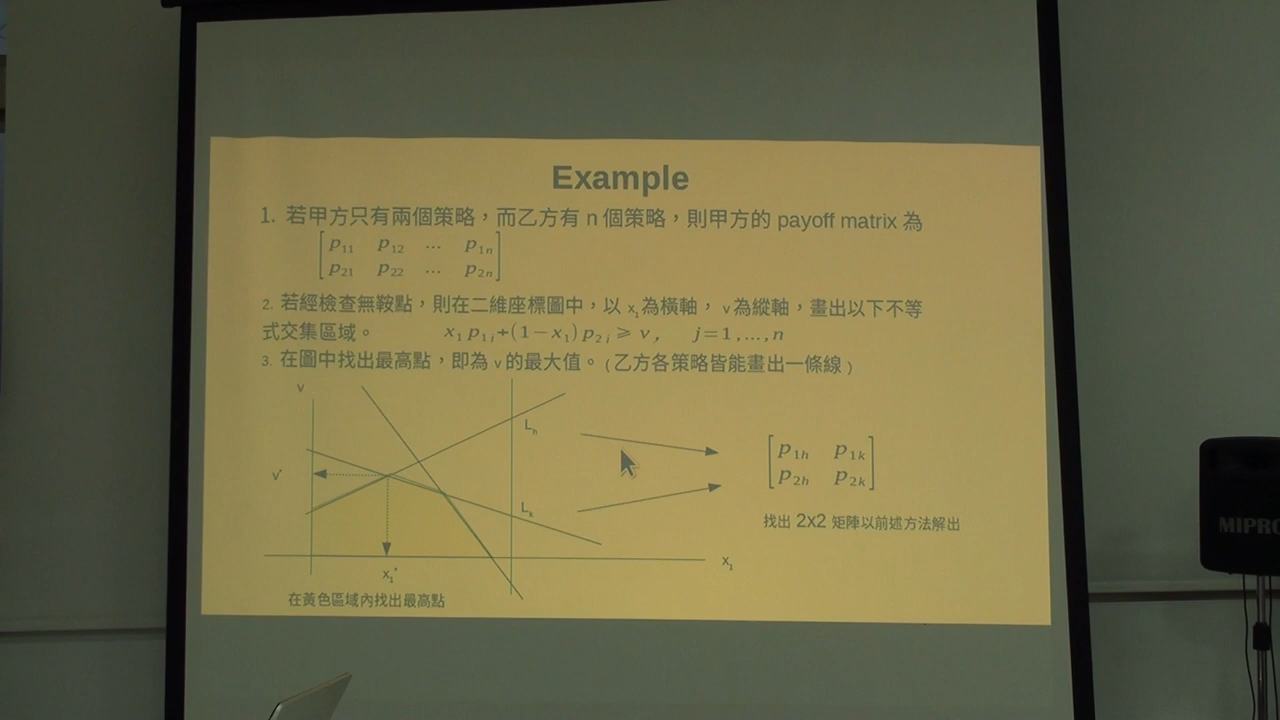 Example
1. 若甲方只有兩個策略，而乙方有 n 個策略，則甲方的 payoff matrix 為
[p₁₁ p₁₂ … p₁ₙ
p₂₁ p₂₂ … p₂ₙ]
2. 若經檢查無鞍點，則在二維座標圖中，以 x₁為橫軸， v 為縱軸，畫出以下不等
式交集區域。 x₁p₁ⱼ+(1−x₁)p₂ⱼ⩾v, j=1,...,n
3. 在圖中找出最高點，即為 v 的最大值。（乙方各策略皆能畫出一條線）
v
Lₕ
v*
Lₖ
[p₁ₕ p₁ₖ
p₂ₕ p₂ₖ]
找出 2x2 矩陣以前述方法解出
x₁
x₁*
在黃色區域內找出最高點
MIPRO